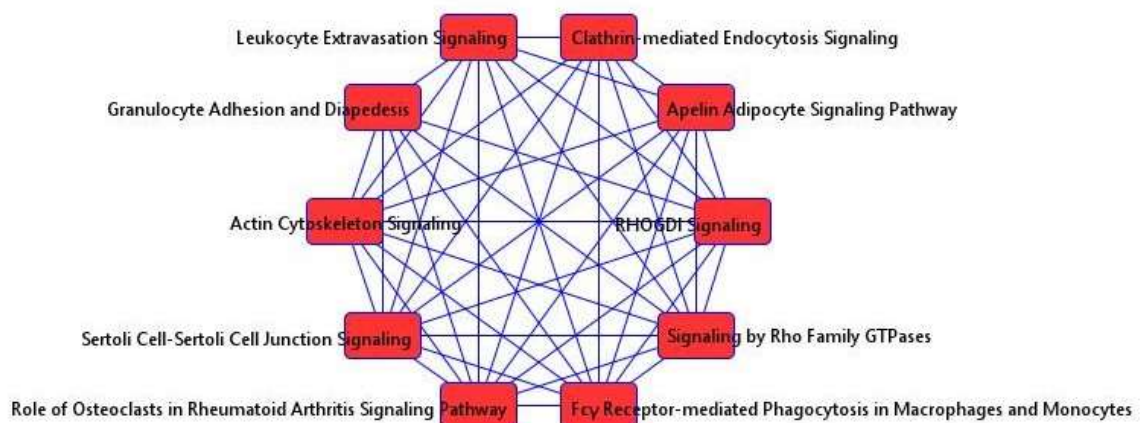 Leukocyte Extravasation Signaling
Clathrin-mediated Endocytosis Signaling
Granulocyte Adhesion and Diapedesis
Apelin Adipocyte Signaling Pathway
Actin Cytoskeleton Signaling
RHOGDI Signaling
Sertoli Cell-Sertoli Cell Junction Signaling
Signaling by Rho Family GTPases
Role of Osteoclasts in Rheumatoid Arthritis Signaling Pathway
Fcγ Receptor-mediated Phagocytosis in Macrophages and Monocytes